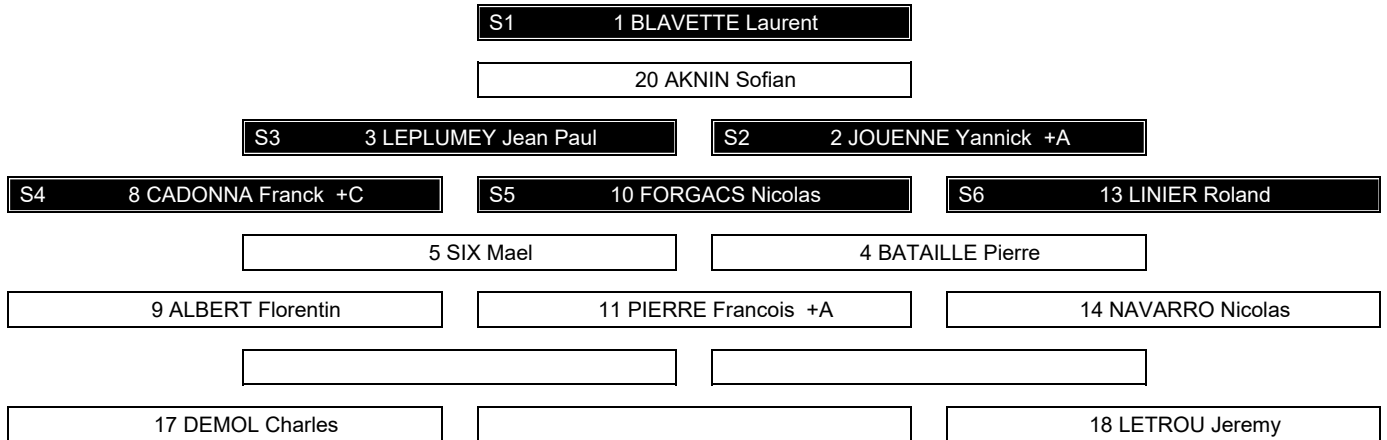 S1 1 BLAVETTE Laurent
20 AKNIN Sofian
S3 3 LEPLUMEY Jean Paul S2 2 JOUENNE Yannick +A
S4 8 CADONNA Franck +C S5 10 FORGACS Nicolas S6 13 LINIER Roland
5 SIX Mael 4 BATAILLE Pierre
9 ALBERT Florentin 11 PIERRE Francois +A 14 NAVARRO Nicolas
17 DEMOL Charles 18 LETROU Jeremy